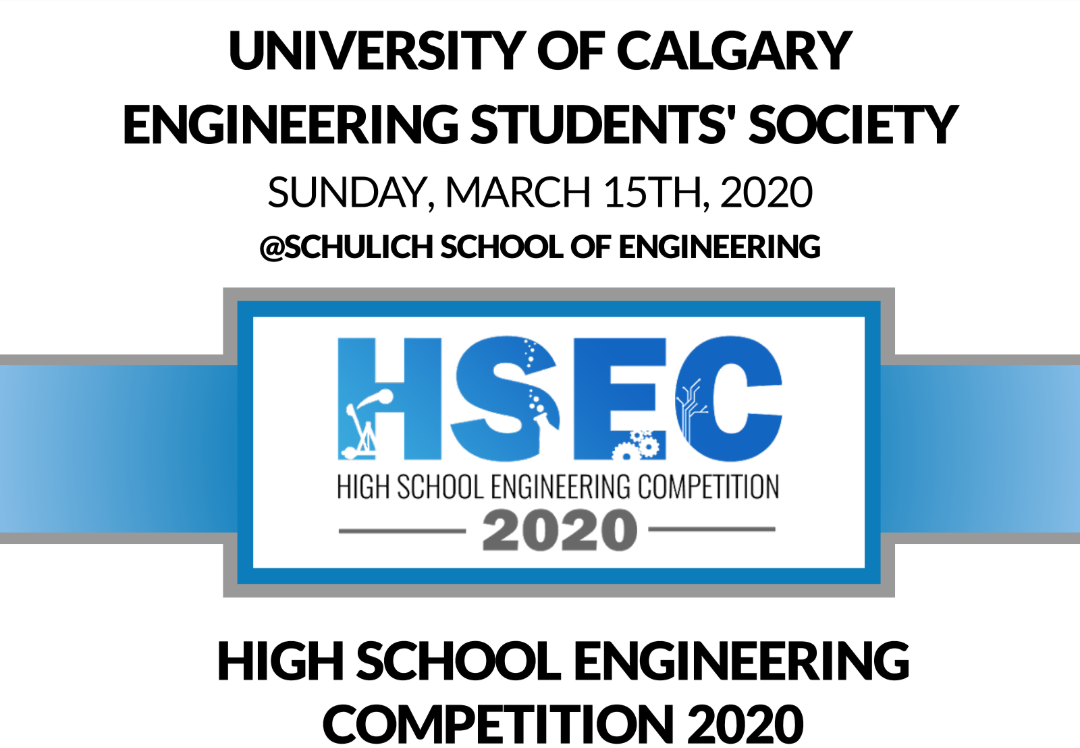 UNIVERSITY OF CALGARY
ENGINEERING STUDENTS' SOCIETY
SUNDAY, MARCH 15TH, 2020
@SCHULICH SCHOOL OF ENGINEERING
HSEC
HIGH SCHOOL ENGINEERING COMPETITION
2020
HIGH SCHOOL ENGINEERING
COMPETITION 2020